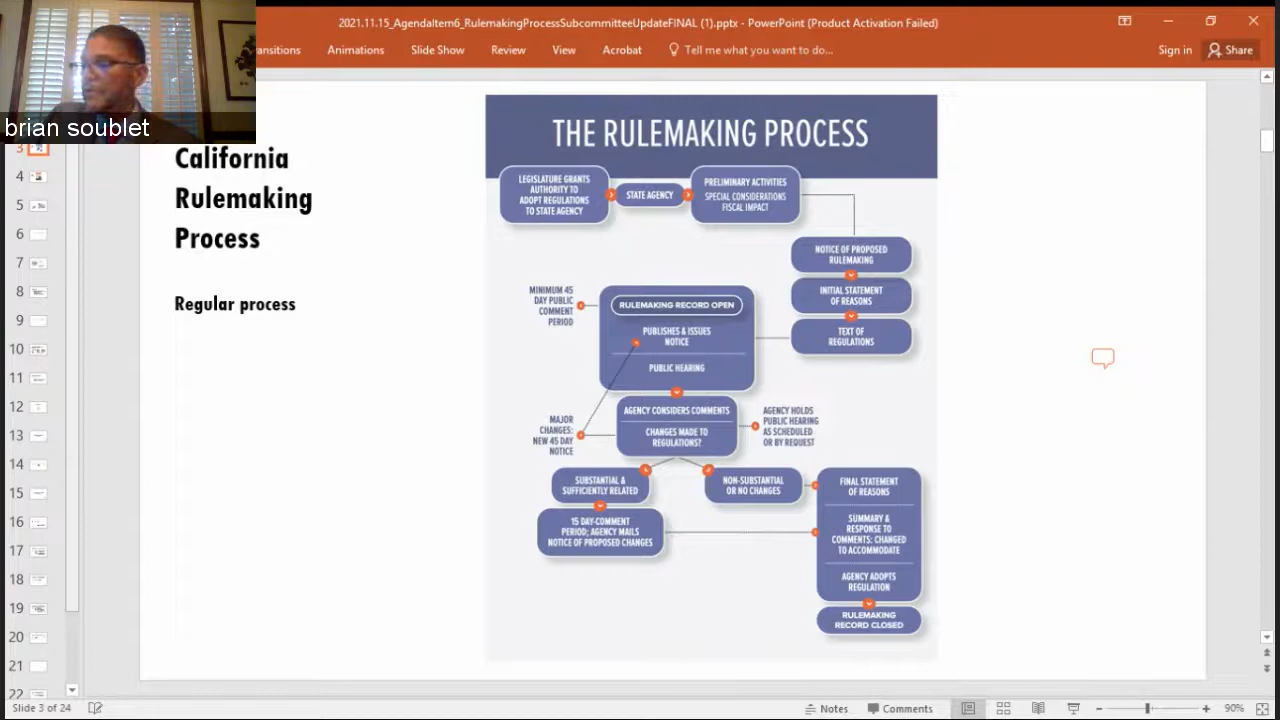 2021.11.15_AgendaItem6_RulemakingProcessSubcommitteeUpdateFINAL (1).pptx - PowerPoint (Product Activation Failed)
ansitions
Animations
Slide Show
Review
View
Acrobat
Tell me what you want to do...
Sign in
Share
brian soublet
3
4
6
7
8
10
11
12
13
14
15
16
17
18
19
20
21
22
California
Rulemaking
Process
Regular process
THE RULEMAKING PROCESS
LEGISLATURE GRANTS
AUTHORITY TO
ADOPT REGULATIONS
TO STATE AGENCY
STATE AGENCY
PRELIMINARY ACTIVITIES
SPECIAL CONSIDERATIONS
FISCAL IMPACT
NOTICE OF PROPOSED
RULEMAKING
INITIAL STATEMENT
OF REASONS
TEXT OF
REGULATIONS
MINIMUM 45
DAY PUBLIC
COMMENT
PERIOD
RULEMAKING RECORD OPEN
PUBLISHES & ISSUES
NOTICE
PUBLIC HEARING
AGENCY CONSIDERS COMMENTS
CHANGES MADE TO
REGULATIONS?
MAJOR
CHANGES:
NEW 45 DAY
NOTICE
AGENCY HOLDS
PUBLIC HEARING
AS SCHEDULED
OR BY REQUEST
SUBSTANTIAL &
SUFFICIENTLY RELATED
NON-SUBSTANTIAL
OR NO CHANGES
15 DAY-COMMENT
PERIOD; AGENCY MAILS
NOTICE OF PROPOSED CHANGES
FINAL STATEMENT
OF REASONS
SUMMARY &
RESPONSE TO
COMMENTS: CHANGED
TO ACCOMMODATE
AGENCY ADOPTS
REGULATION
RULEMAKING
RECORD CLOSED
Slide 3 of 24
Notes
Comments
90%